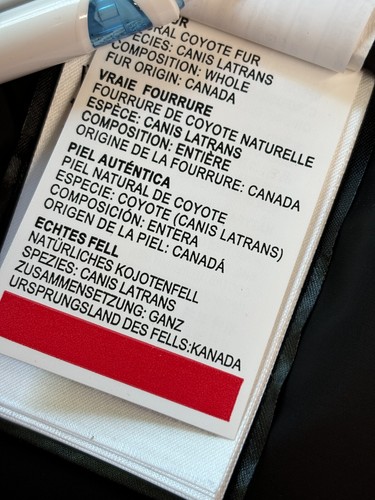 COYOTE FUR
SPECIES: CANIS LATRANS
COMPOSITION: WHOLE
FUR ORIGIN: CANADA
VRAIE FOURRURE
FOURRURE DE COYOTE NATURELLE
ESPÈCE: CANIS LATRANS
COMPOSITION: ENTIÈRE
ORIGINE DE LA FOURRURE: CANADA
PIEL AUTÉNTICA
PIEL NATURAL DE COYOTE
ESPECIE: COYOTE (CANIS LATRANS)
COMPOSICIÓN: ENTERA
ORIGEN DE LA PIEL: CANADÁ
ECHTES FELL
NATÜRLICHES KOJOTENFELL
SPEZIES: CANIS LATRANS
ZUSAMMENSETZUNG: GANZ
URSPRUNGSLAND DES FELLS:KANADA